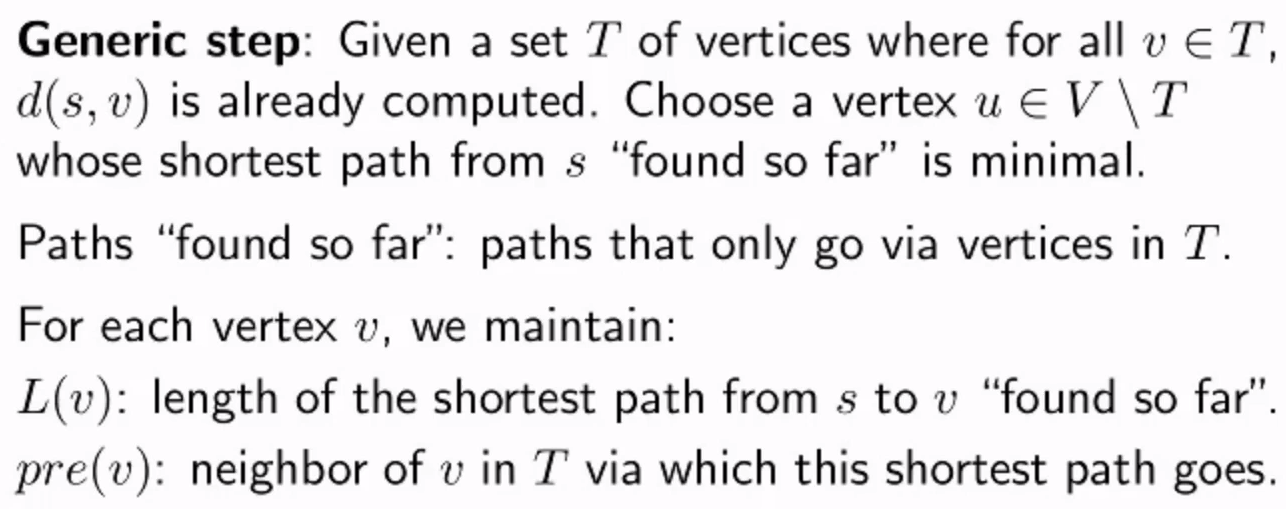 Generic step: Given a set T of vertices where for all v ∈ T,
d(s, v) is already computed. Choose a vertex u ∈ V \ T
whose shortest path from s “found so far” is minimal.
Paths “found so far”: paths that only go via vertices in T.
For each vertex v, we maintain:
L(v): length of the shortest path from s to v “found so far”.
pre(v): neighbor of v in T via which this shortest path goes.